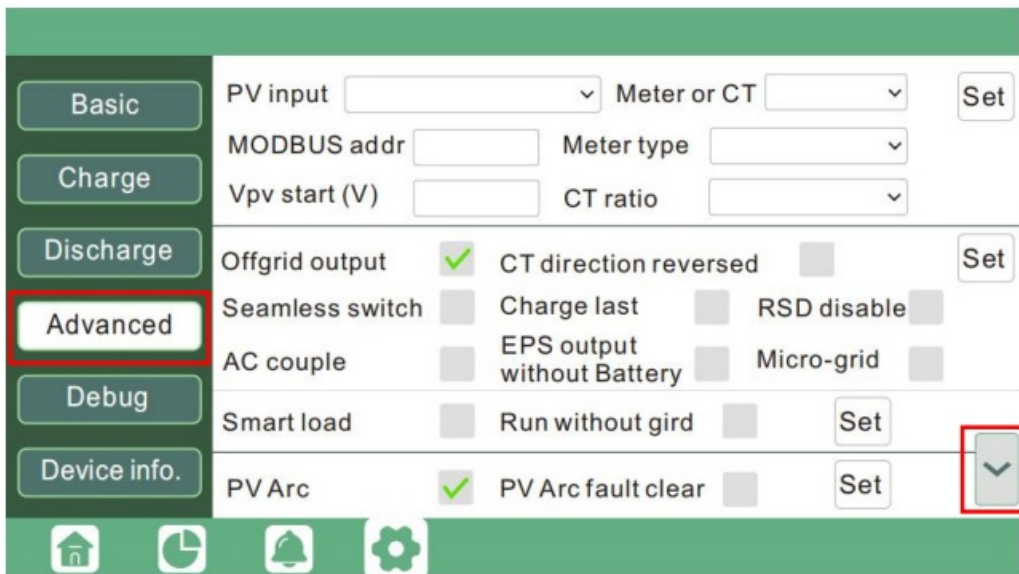 Basic
Charge
Discharge
Advanced
Debug
Device info.
PV input Meter or CT Set
MODBUS addr Meter type
Vpv start (V) CT ratio
Offgrid output CT direction reversed Set
Seamless switch Charge last RSD disable
AC couple EPS output without Battery Micro-grid
Smart load Run without gird Set
PV Arc PV Arc fault clear Set